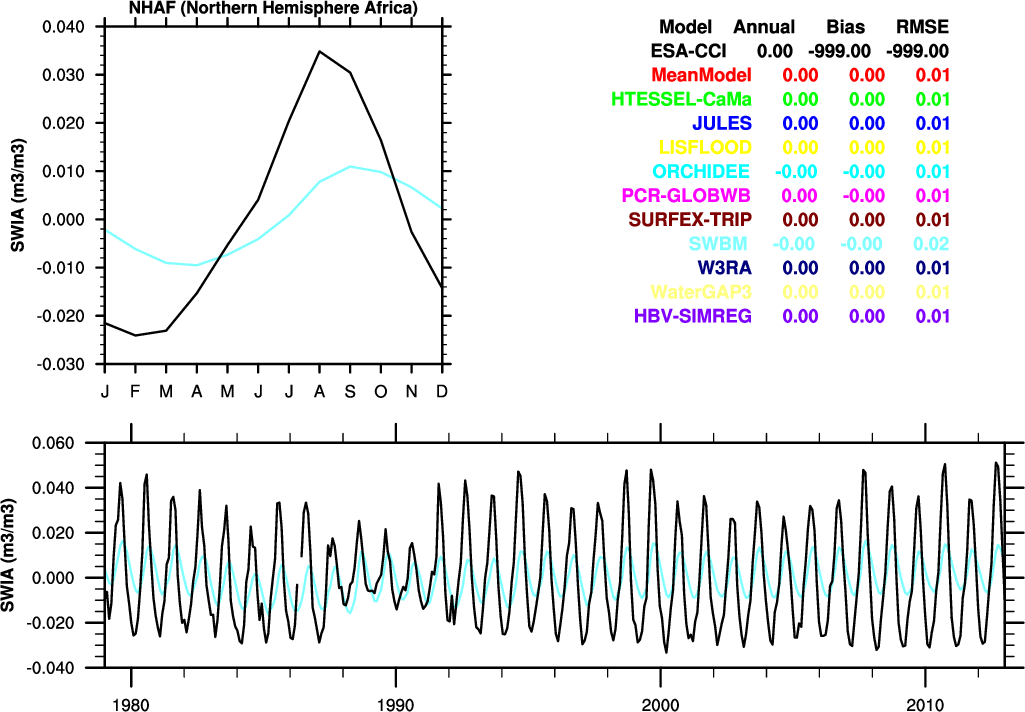 NHAF (Northern Hemisphere Africa)
0.040
0.030
0.020
0.010
0.000
-0.010
-0.020
-0.030
SWIA (m3/m3)
J F M A M J J A S O N D
Model Annual Bias RMSE
ESA-CCI 0.00 -999.00 -999.00
MeanModel 0.00 0.00 0.01
HTESSEL-CaMa 0.00 0.00 0.01
JULES 0.00 0.00 0.01
LISFLOOD 0.00 0.00 0.01
ORCHIDEE -0.00 -0.00 0.01
PCR-GLOBWB 0.00 -0.00 0.01
SURFEX-TRIP 0.00 0.00 0.01
SWBM -0.00 -0.00 0.02
W3RA 0.00 0.00 0.01
WaterGAP3 0.00 0.00 0.01
HBV-SIMREG 0.00 0.00 0.01
0.060
0.040
0.020
0.000
-0.020
-0.040
SWIA (m3/m3)
1980 1990 2000 2010